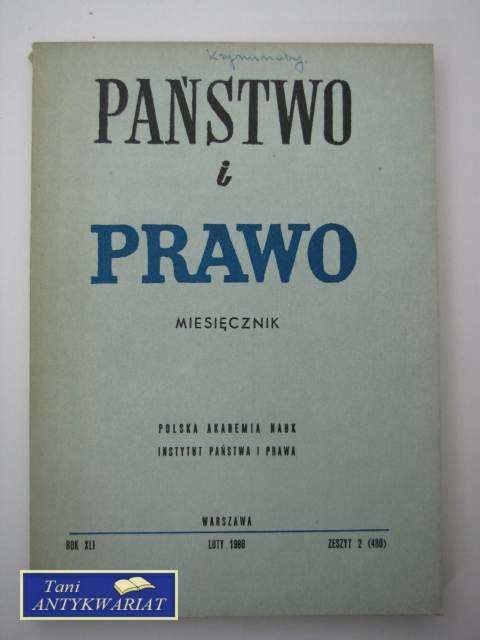 PAŃSTWO
i
PRAWO
MIESIĘCZNIK
POLSKA AKADEMIA NAUK
INSTYTUT PAŃSTWA I PRAWA
WARSZAWA
ROK XLI LUTY 1986 ZESZYT 2 (480)
Tani
ANTYKWARIAT